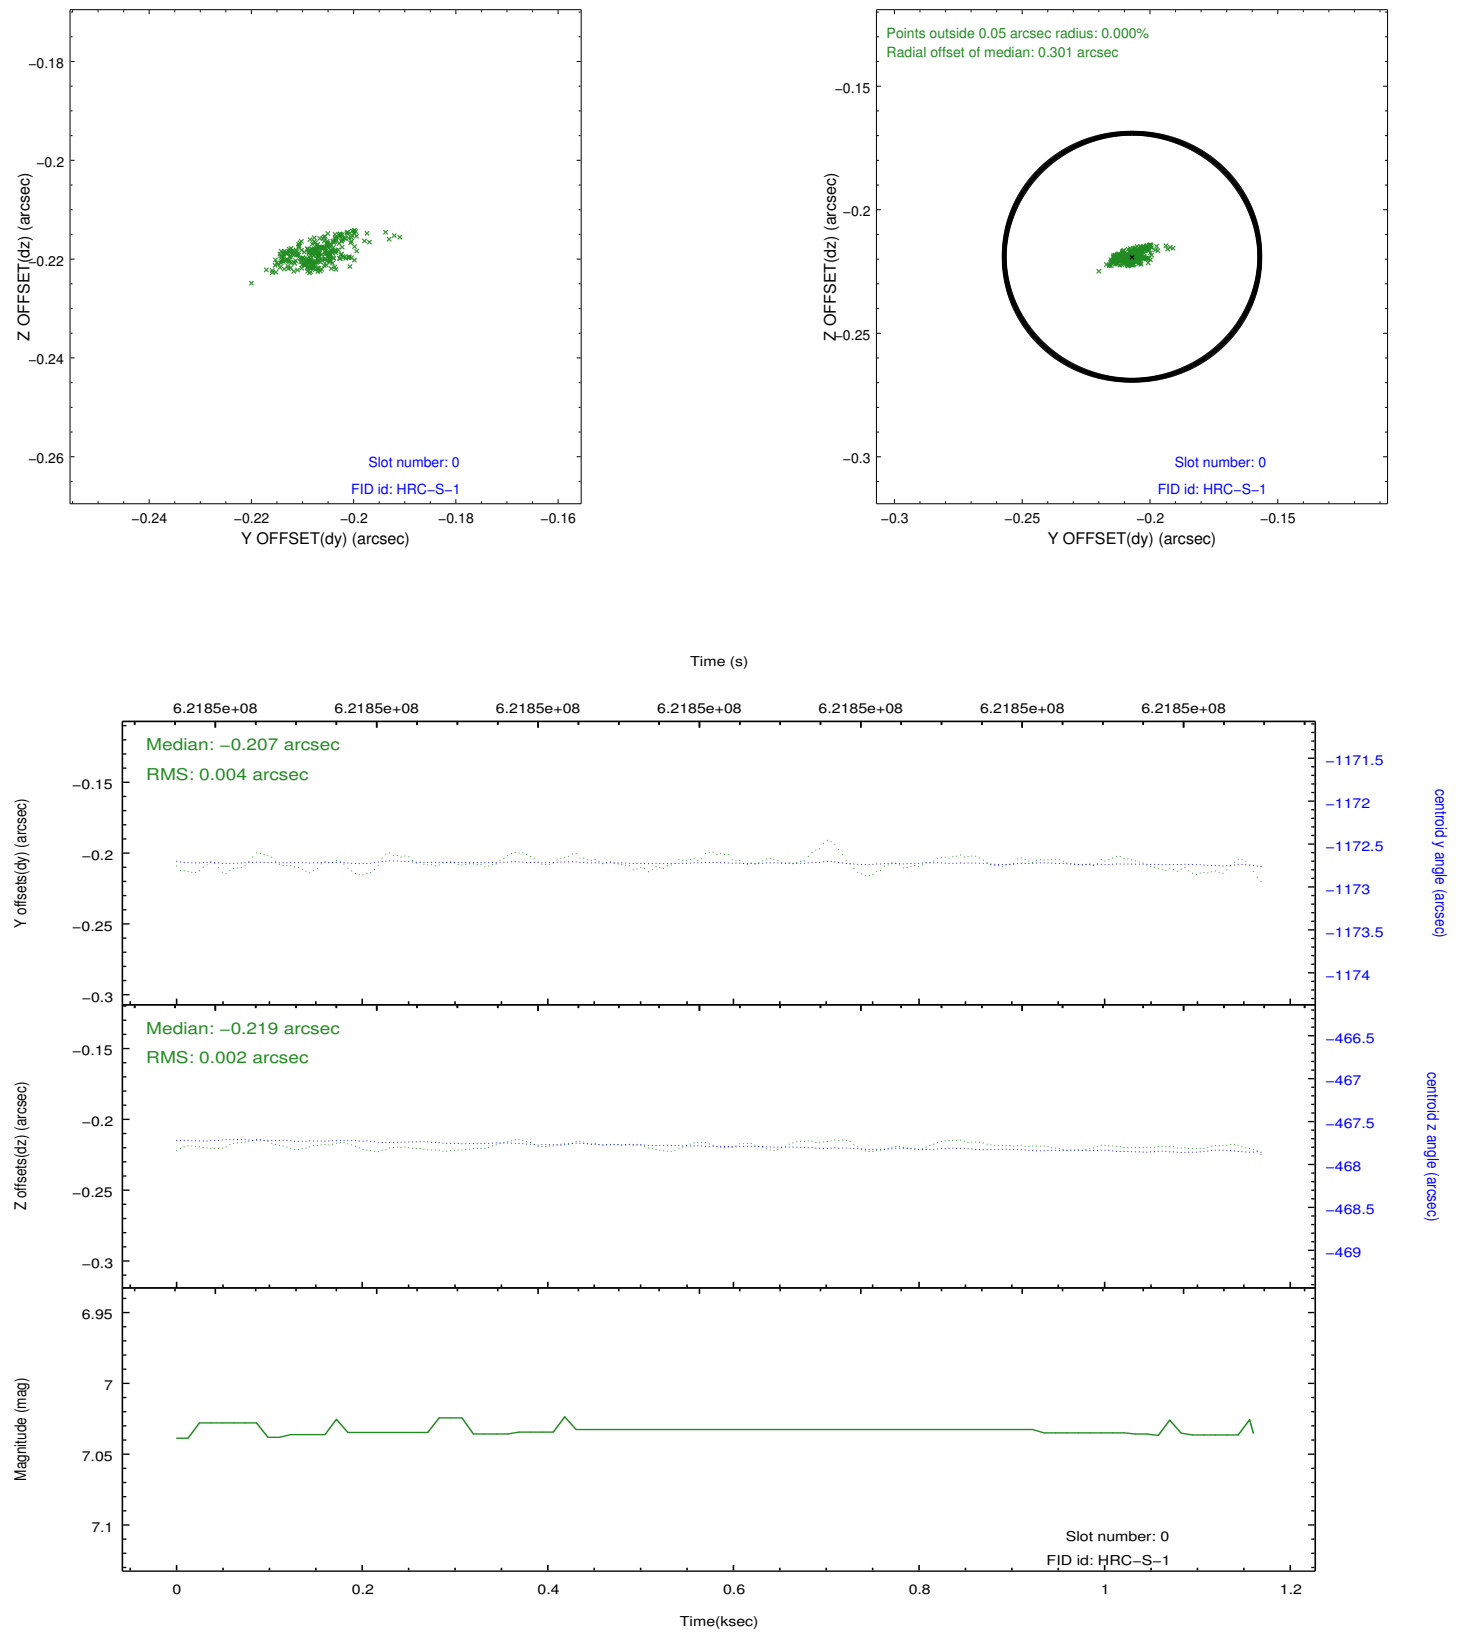 −0.18
−0.2
−0.22
−0.24
−0.26
Z OFFSET(dz) (arcsec)
Slot number: 0
FID id: HRC−S−1
−0.24 −0.22 −0.2 −0.18 −0.16
Y OFFSET(dy) (arcsec)
Points outside 0.05 arcsec radius: 0.000%
Radial offset of median: 0.301 arcsec
−0.15
−0.2
−0.25
−0.3
Z OFFSET(dz) (arcsec)
Slot number: 0
FID id: HRC−S−1
−0.3 −0.25 −0.2 −0.15
Y OFFSET(dy) (arcsec)
Time (s)
6.2185e+08 6.2185e+08 6.2185e+08 6.2185e+08 6.2185e+08 6.2185e+08 6.2185e+08
Median: −0.207 arcsec
RMS: 0.004 arcsec
Y offsets(dy) (arcsec)
−0.15
−0.2
−0.25
−0.3
−1171.5
−1172
−1172.5
−1173
−1173.5
−1174
centroid y angle (arcsec)
Median: −0.219 arcsec
RMS: 0.002 arcsec
Z offsets(dz) (arcsec)
−0.15
−0.2
−0.25
−0.3
−466.5
−467
−467.5
−468
−468.5
−469
centroid z angle (arcsec)
Magnitude (mag)
6.95
7
7.05
7.1
Slot number: 0
FID id: HRC−S−1
0 0.2 0.4 0.6 0.8 1 1.2
Time(ksec)